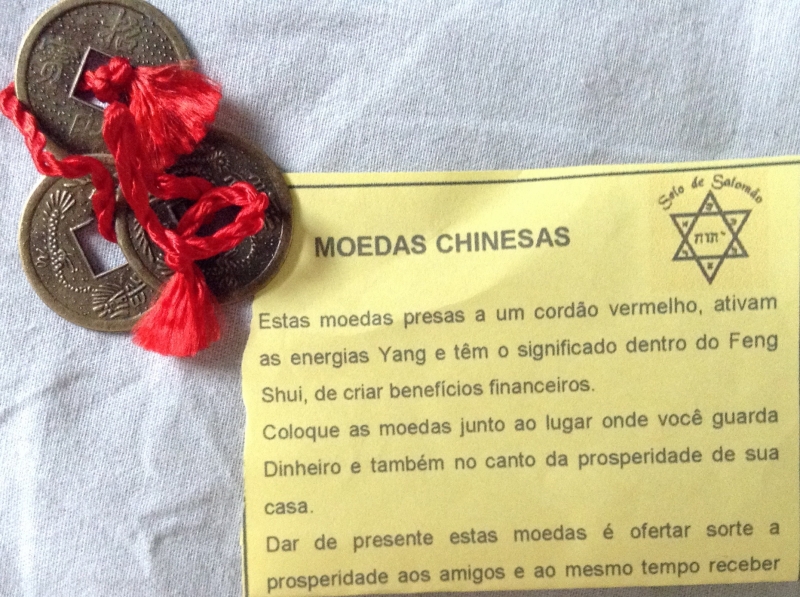 Selo de Salomão
יהוה
MOEDAS CHINESAS
Estas moedas presas a um cordão vermelho, ativam
as energias Yang e têm o significado dentro do Feng
Shui, de criar benefícios financeiros.
Coloque as moedas junto ao lugar onde você guarda
Dinheiro e também no canto da prosperidade de sua
casa.
Dar de presente estas moedas é ofertar sorte a
prosperidade aos amigos e ao mesmo tempo receber